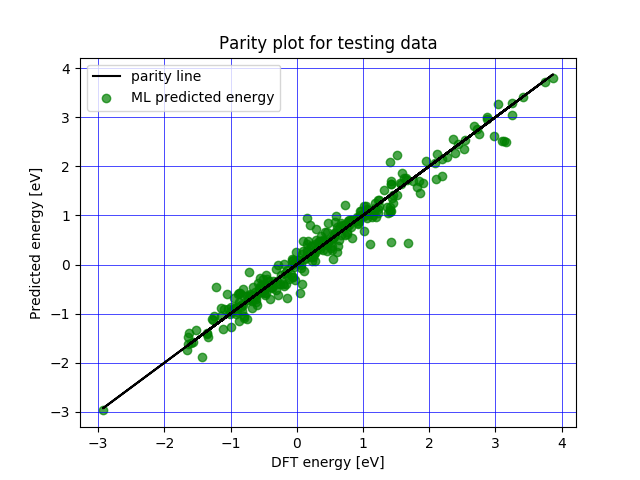 Parity plot for testing data
parity line
ML predicted energy
Predicted energy [eV]
4
3
2
1
0
−1
−2
−3
−3 −2 −1 0 1 2 3 4
DFT energy [eV]